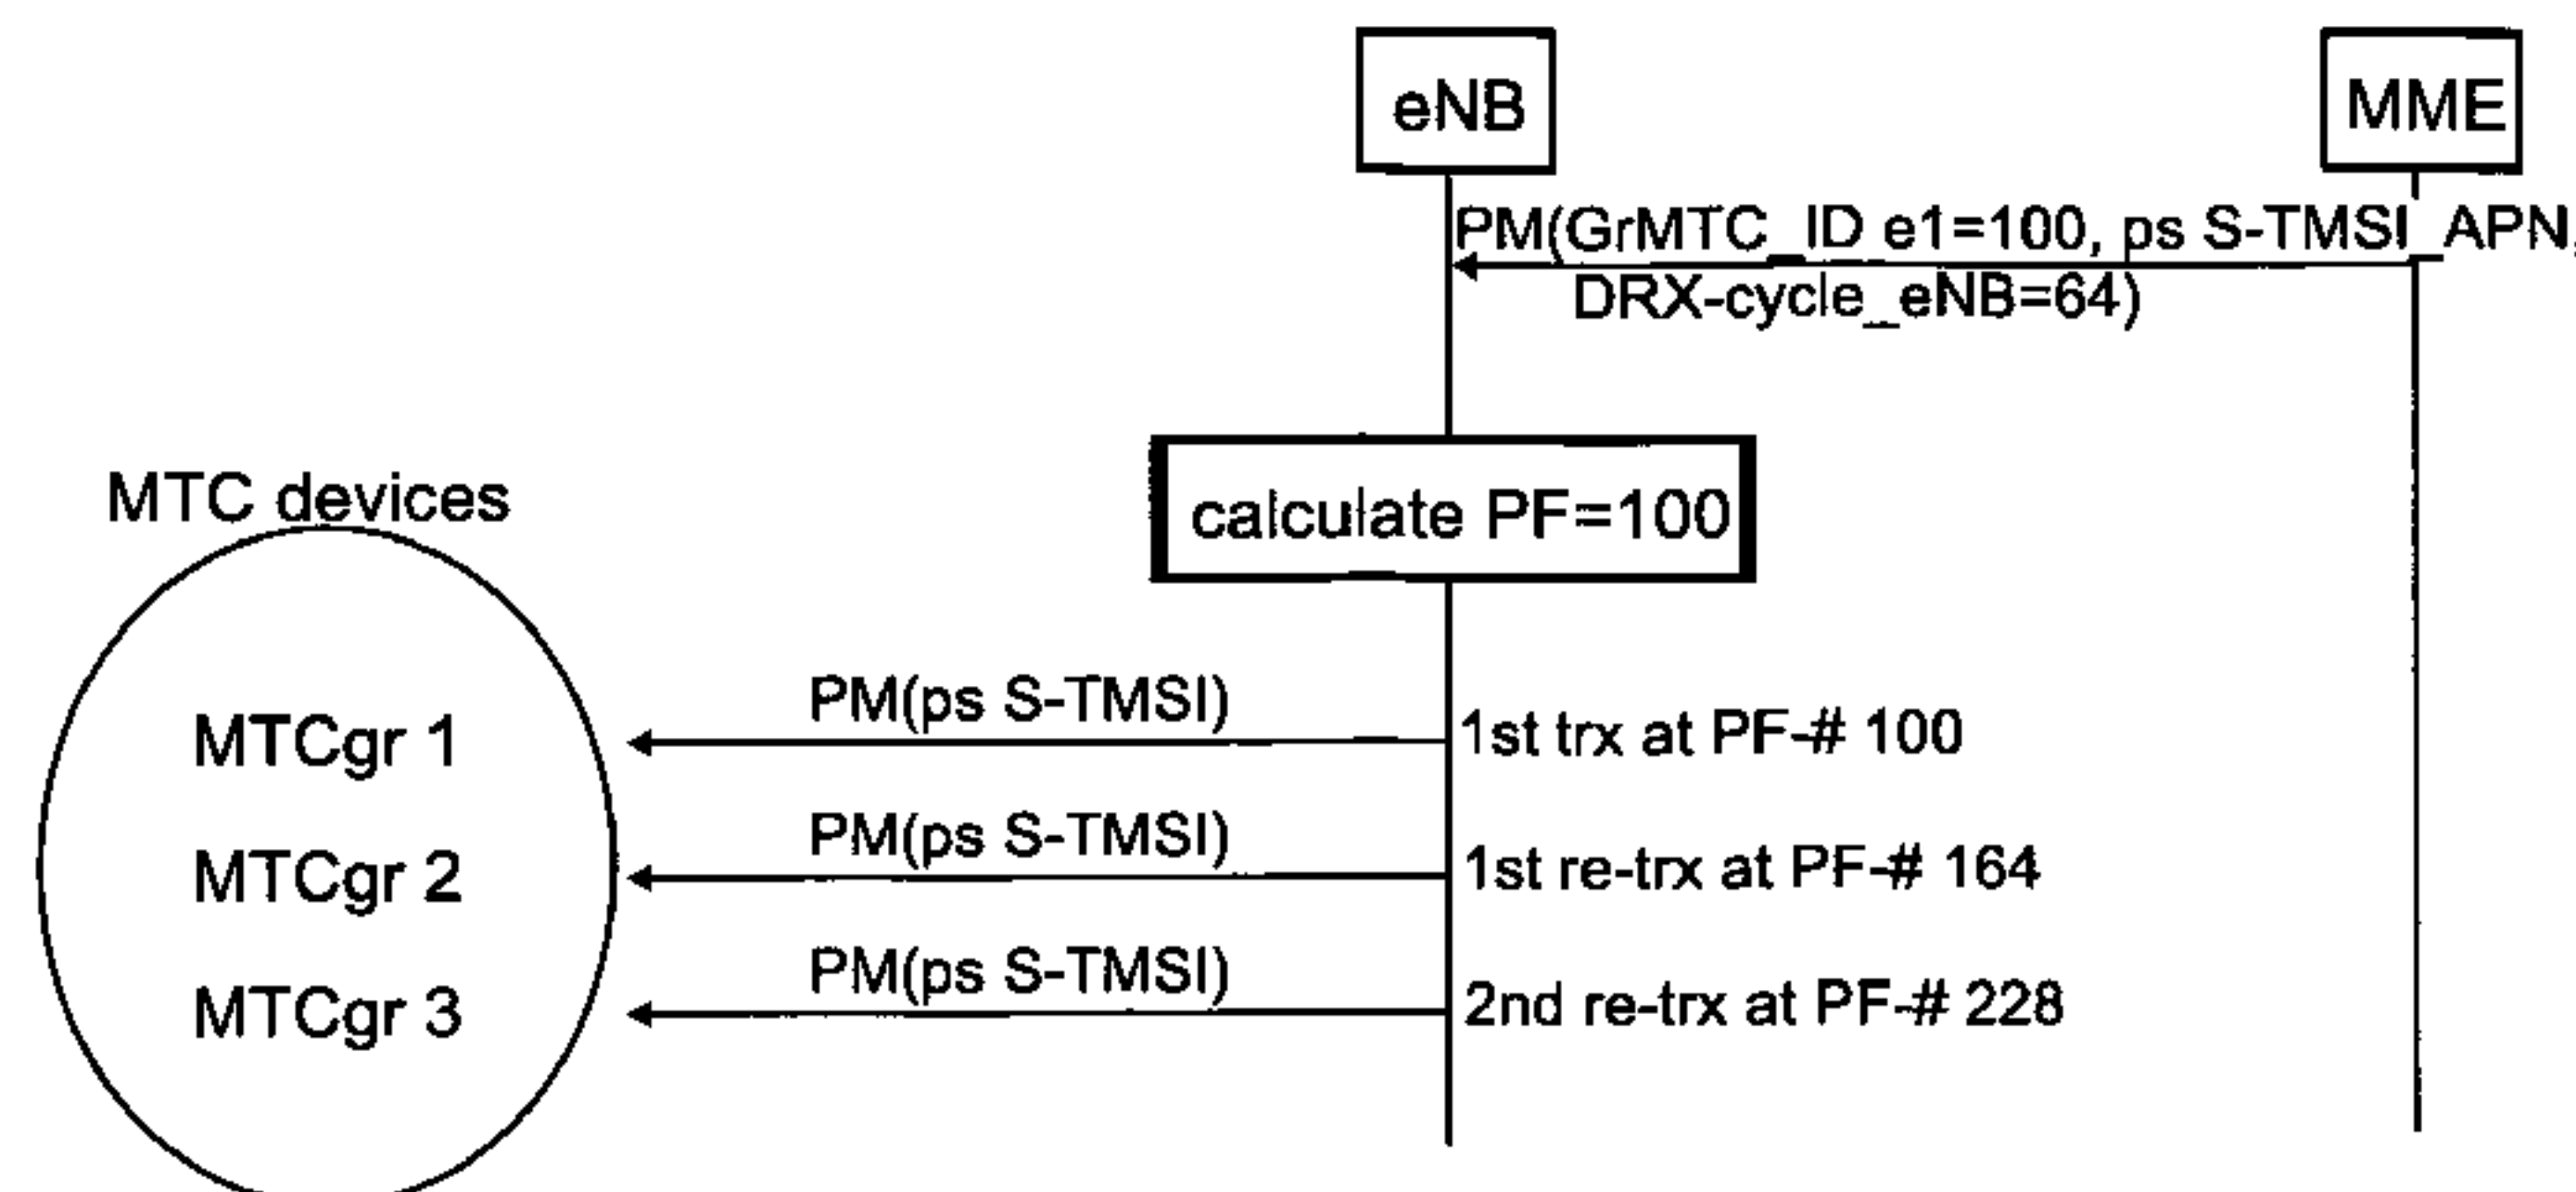 eNB
MME
PM(GrMTC_ID e1=100, ps S-TMSI_APN,
DRX-cycle_eNB=64)
calculate PF=100
MTC devices
MTCgr 1
MTCgr 2
MTCgr 3
PM(ps S-TMSI)
1st trx at PF-# 100
PM(ps S-TMSI)
1st re-trx at PF-# 164
PM(ps S-TMSI)
2nd re-trx at PF-# 228